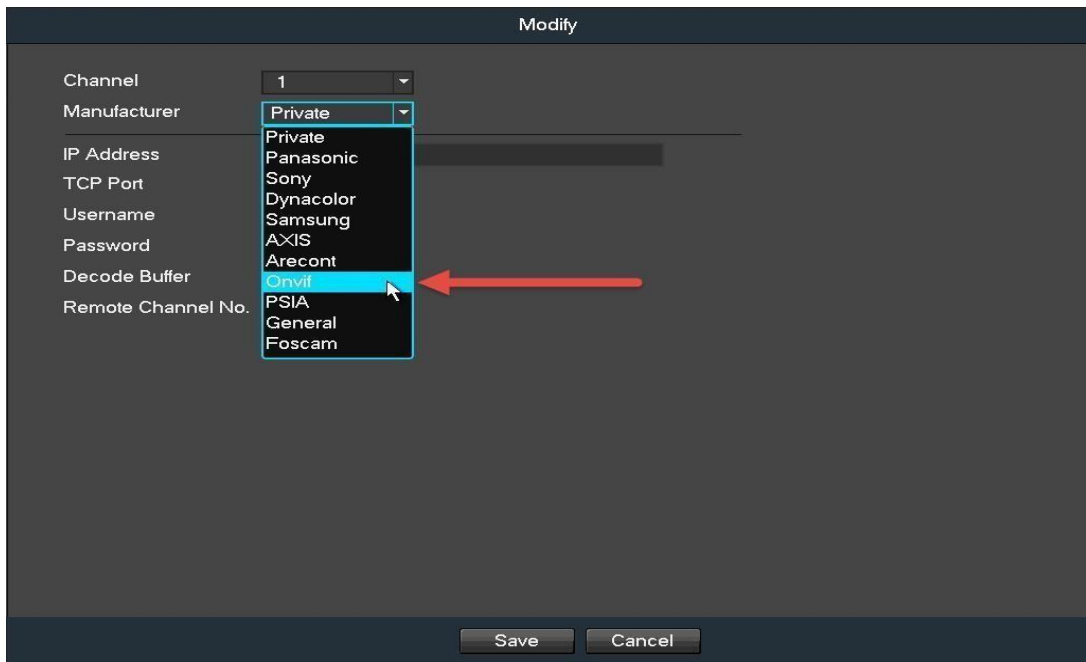 Modify
Channel 1
Manufacturer Private
Private
IP Address
Panasonic
Sony
TCP Port
Dynacolor
Username
Samsung
AXIS
Password
Arecont
Decode Buffer
Onvif
PSIA
Remote Channel No.
General
Foscam
Save Cancel